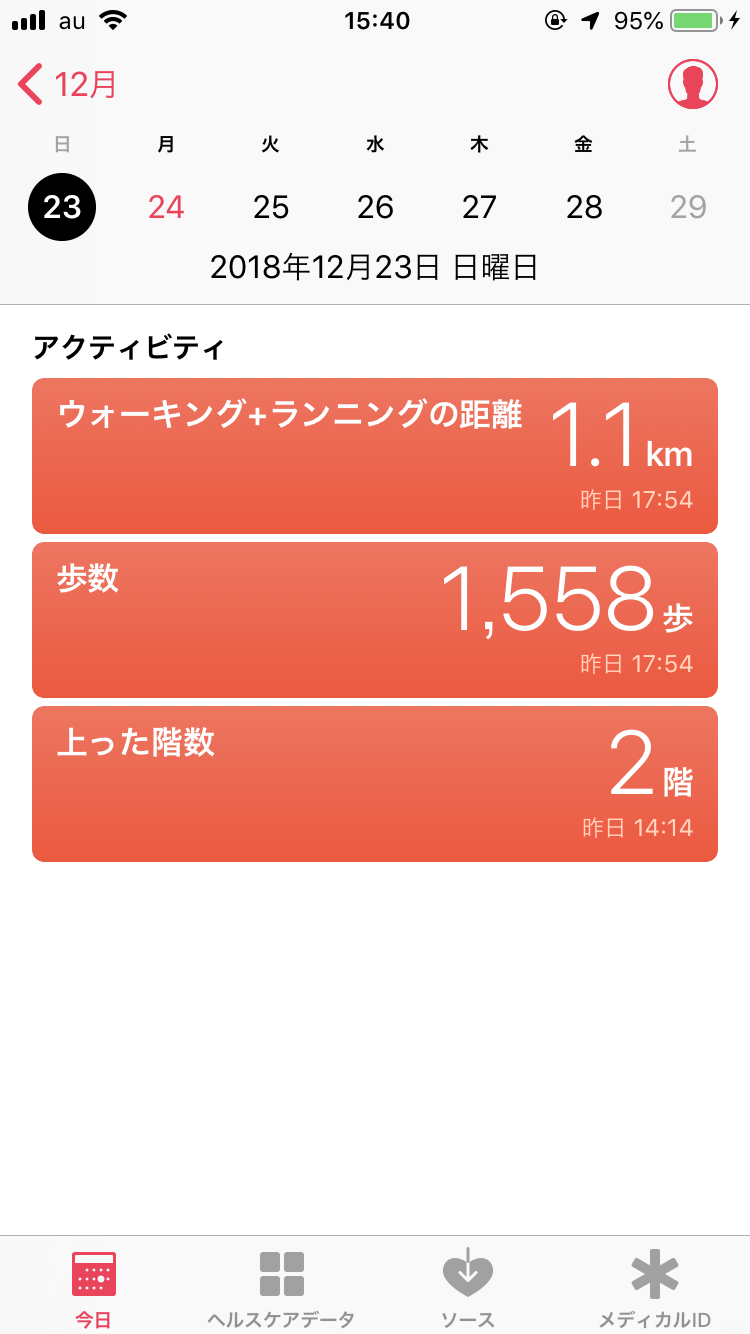 au 15:40 95%
12月
日 月 火 水 木 金 土
23 24 25 26 27 28 29
2018年12月23日 日曜日
アクティビティ
ウォーキング+ランニングの距離 1.1km
昨日 17:54
歩数 1,558歩
昨日 17:54
上った階数 2階
昨日 14:14
今日 ヘルスケアデータ ソース メディカルID